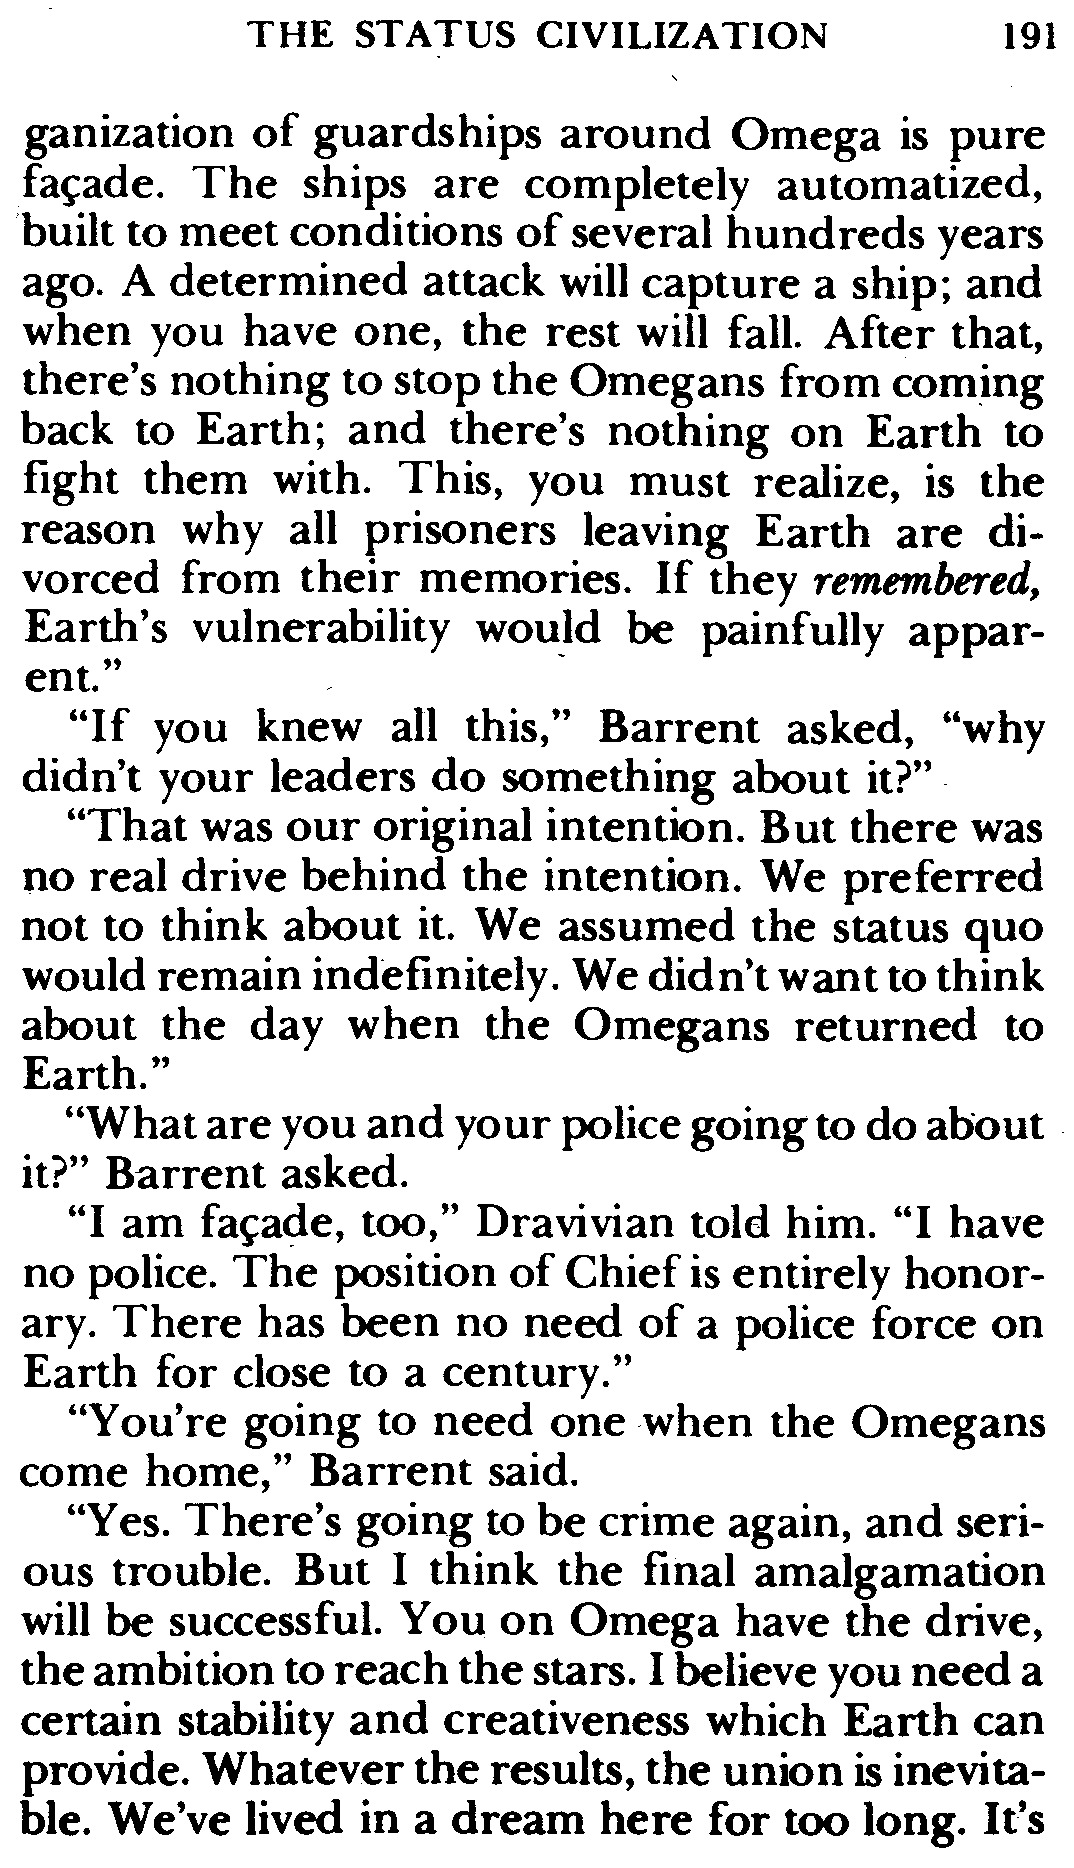 THE STATUS CIVILIZATION 191
ganization of guardships around Omega is pure
façade. The ships are completely automatized,
built to meet conditions of several hundreds years
ago. A determined attack will capture a ship; and
when you have one, the rest will fall. After that,
there's nothing to stop the Omegans from coming
back to Earth; and there's nothing on Earth to
fight them with. This, you must realize, is the
reason why all prisoners leaving Earth are di-
vorced from their memories. If they remembered,
Earth's vulnerability would be painfully appar-
ent."
"If you knew all this," Barrent asked, "why
didn't your leaders do something about it?"
"That was our original intention. But there was
no real drive behind the intention. We preferred
not to think about it. We assumed the status quo
would remain indefinitely. We didn't want to think
about the day when the Omegans returned to
Earth."
"What are you and your police going to do about
it?" Barrent asked.
"I am façade, too," Dravivian told him. "I have
no police. The position of Chief is entirely honor-
ary. There has been no need of a police force on
Earth for close to a century."
"You're going to need one when the Omegans
come home," Barrent said.
"Yes. There's going to be crime again, and seri-
ous trouble. But I think the final amalgamation
will be successful. You on Omega have the drive,
the ambition to reach the stars. I believe you need a
certain stability and creativeness which Earth can
provide. Whatever the results, the union is inevita-
ble. We've lived in a dream here for too long. It's